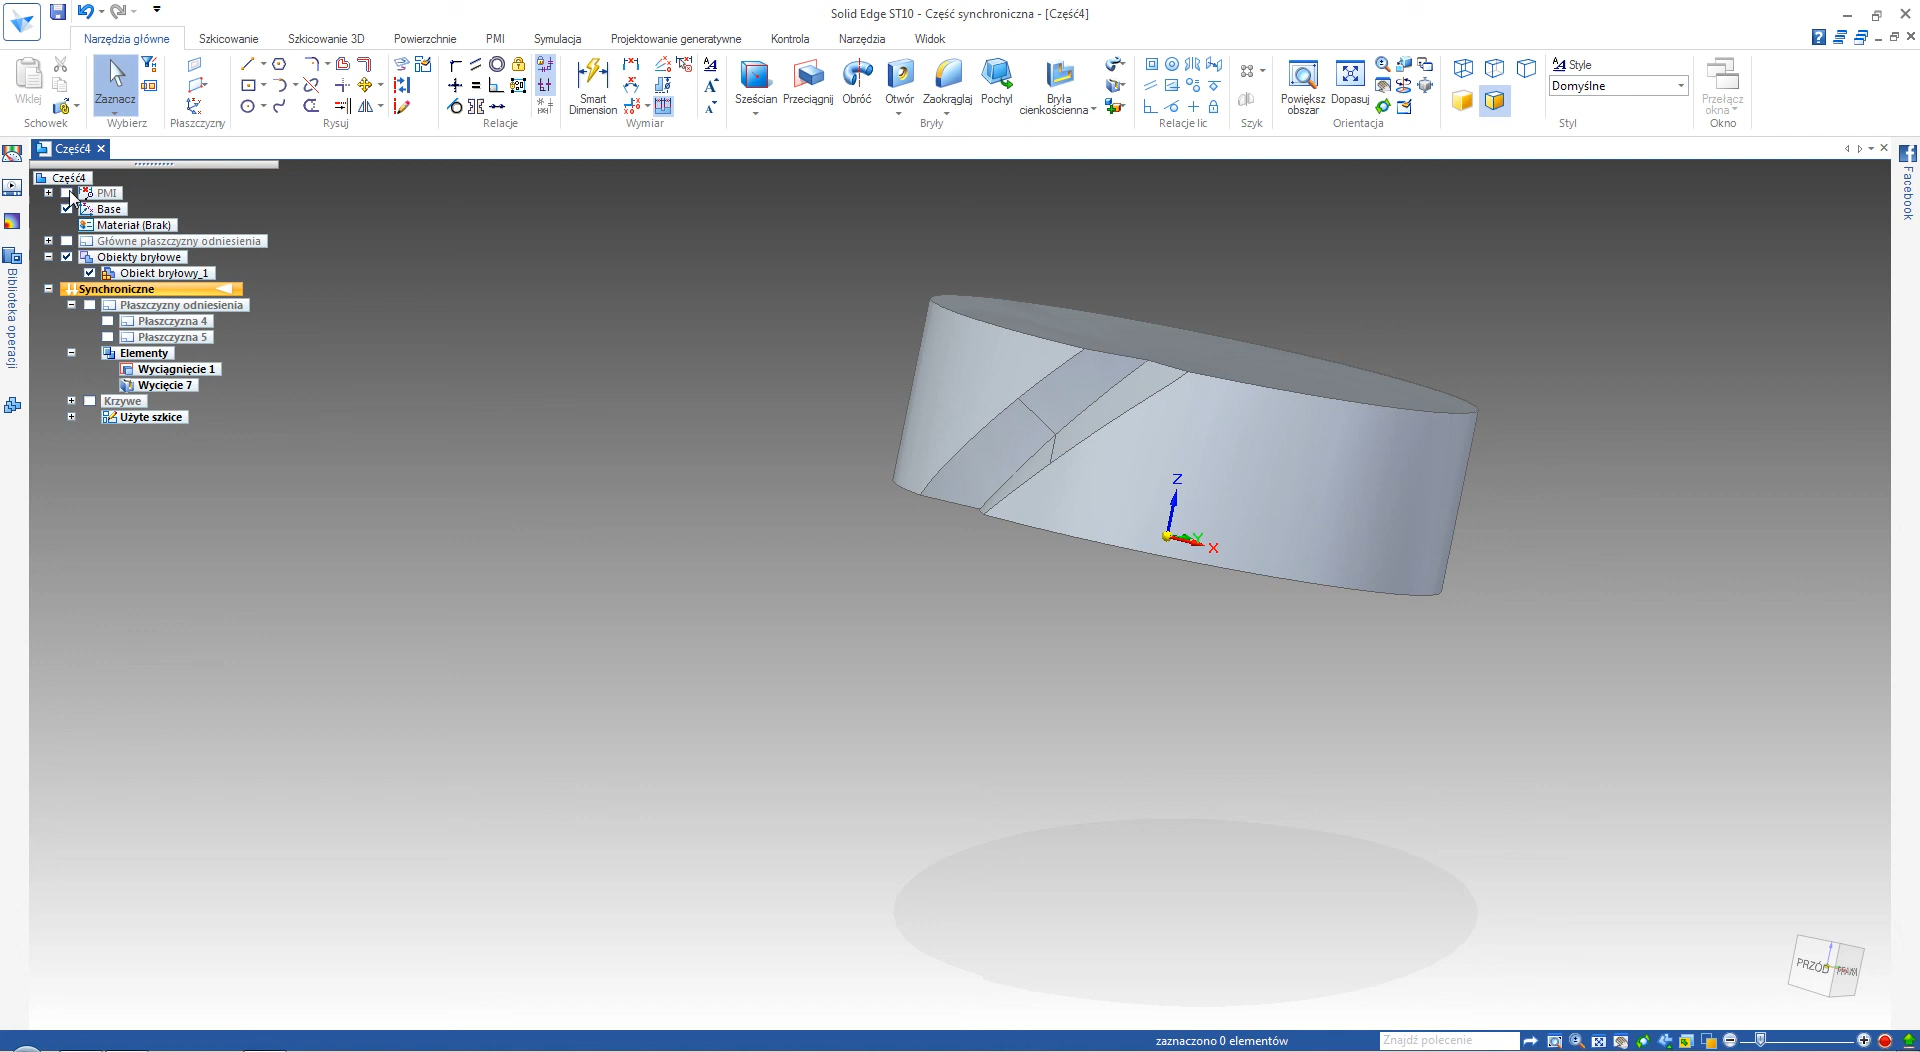 Solid Edge ST10 - Część synchroniczna - [Część4]
Narzędzia główne
Szkicowanie
Szkicowanie 3D
Powierzchnie
PMI
Symulacja
Projektowanie generatywne
Kontrola
Narzędzia
Widok
Wklej
Zaznacz
Smart Dimension
Sześcian
Przeciągnij
Obróć
Otwór
Zaokrąglaj
Pochyl
Bryła cienkościenna
Powiększ obszar
Dopasuj
Style
Domyślne
Przełącz okna
Schowek
Wybierz
Płaszczyzny
Rysuj
Relacje
Wymiar
Bryły
Relacje lic
Szyk
Orientacja
Styl
Okno
Część4
Część4
PMI
Base
Materiał (Brak)
Główne płaszczyzny odniesienia
Obiekty bryłowe
Obiekt bryłowy_1
Synchroniczne
Płaszczyzny odniesienia
Płaszczyzna 4
Płaszczyzna 5
Elementy
Wyciągnięcie 1
Wycięcie 7
Krzywe
Użyte szkice
Biblioteka operacji
Facebook
Z
Y
X
PRZÓD
zaznaczono 0 elementów
Znajdź polecenie